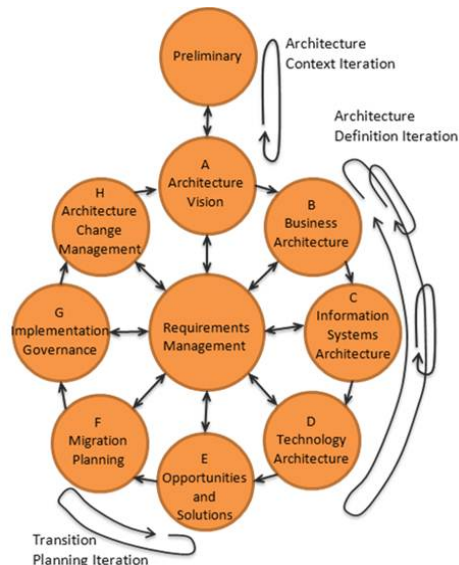 Preliminary
Architecture
Context Iteration
Architecture
Definition Iteration
A
Architecture
Vision
H
Architecture
Change
Management
B
Business
Architecture
G
Implementation
Governance
Requirements
Management
C
Information
Systems
Architecture
F
Migration
Planning
D
Technology
Architecture
E
Opportunities
and
Solutions
Transition
Planning Iteration